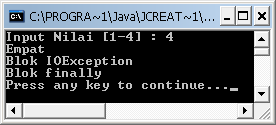 C:\PROGRA~1\Java\JCREAT~1\...
Input Nilai [1-4] : 4
Empat
Blok IOException
Blok finally
Press any key to continue..._